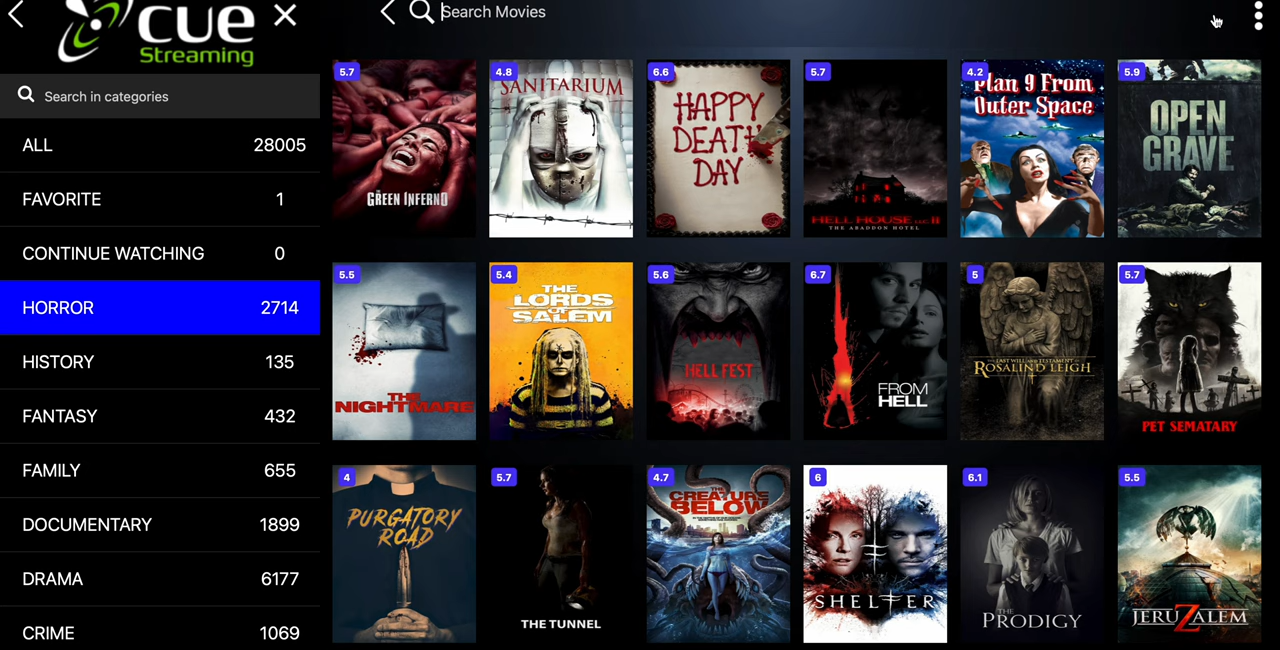 cue
Streaming
Search Movies
Search in categories
ALL 28005
FAVORITE 1
CONTINUE WATCHING 0
HORROR 2714
HISTORY 135
FANTASY 432
FAMILY 655
DOCUMENTARY 1899
DRAMA 6177
CRIME 1069
5.7
THE
GREEN INFERNO
4.8
SANITARIUM
6.6
HAPPY
DEATH
DAY
5.7
HELL HOUSE LLC II
THE ABADDON HOTEL
4.2
Plan 9 From
Outer Space
5.9
OPEN
GRAVE
5.5
THE
NIGHTMARE
5.4
THE
LORDS
OF
SALEM
5.6
HELL FEST
6.7
FROM
HELL
5
THE LAST WILL AND TESTAMENT OF
ROSALIND LEIGH
5.7
PET SEMATARY
4
PURGATORY
ROAD
5.7
THE TUNNEL
4.7
THE
CREATURE
BELOW
6
SHELTER
6.1
THE
PRODIGY
5.5
JERUZALEM